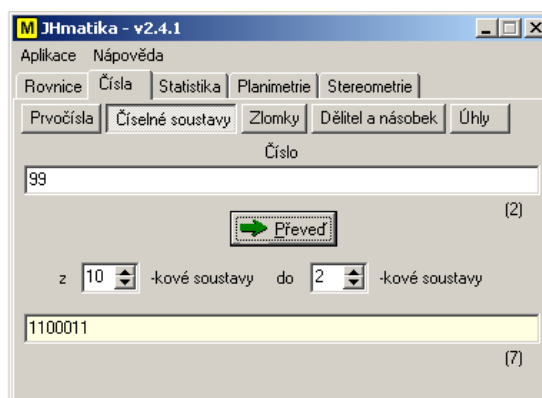 M JHmatika - v2.4.1
Aplikace Nápověda
Rovnice Čísla Statistika Planimetrie Stereometrie
Prvočísla Číselné soustavy Zlomky Dělitel a násobek Úhly
Číslo
99
(2)
Převeď
z 10 -kové soustavy do 2 -kové soustavy
1100011
(7)